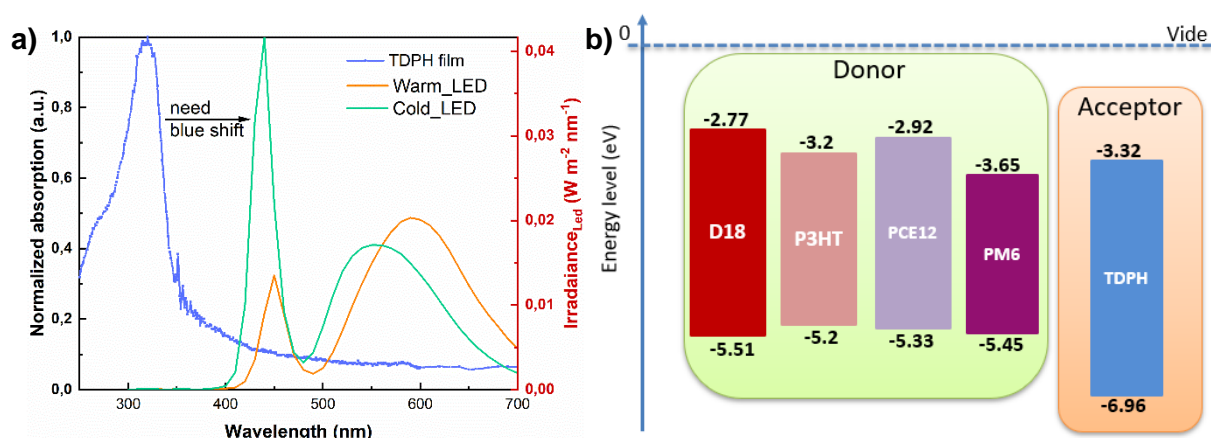 a)
1,0
0,8
0,6
0,4
0,2
0,0
Normalized absorption (a.u.)
300
400
500
600
700
Wavelength (nm)
TDPH film
Warm_LED
Cold_LED
need
blue shift
0,04
0,03
0,02
0,01
0,00
Irradaiance_Led (W m⁻² nm⁻¹)
b)
0
Vide
Energy level (eV)
Donor
Acceptor
-2.77
D18
-5.51
-3.2
P3HT
-5.2
-2.92
PCE12
-5.33
-3.65
PM6
-5.45
-3.32
TDPH
-6.96